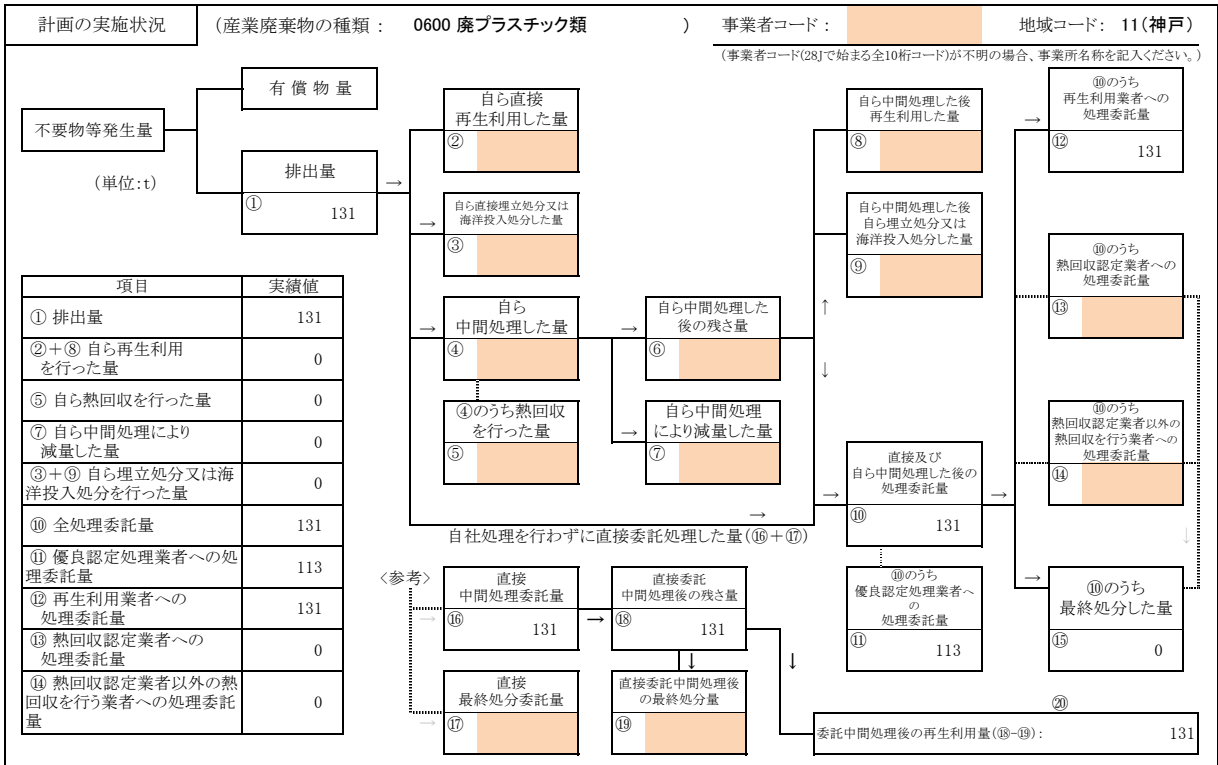 計画の実施状況 (産業廃棄物の種類： 0600 廃プラスチック類 ) 事業者コード： 地域コード： 11(神戸)
(事業者コード(28Jで始まる全10桁コード)が不明の場合、事業所名称を記入ください。)
不要物等発生量
(単位:t)
有償物量
排出量
① 131
→
自ら直接
再生利用した量
②
→
自ら直接埋立処分又は
海洋投入処分した量
③
→
自ら
中間処理した量
④
④のうち熱回収
を行った量
⑤
→
自ら中間処理した
後の残さ量
⑥
→
自ら中間処理
により減量した量
⑦
自ら中間処理した後
再生利用した量
⑧
自ら中間処理した後
自ら埋立処分又は
海洋投入処分した量
⑨
↑
↓
→
自社処理を行わずに直接委託処理した量(⑯+⑰)
→
直接及び
自ら中間処理した後の
処理委託量
⑩ 131
→
⑩のうち
優良認定処理業者へ
の
処理委託量
⑪ 113
→
⑩のうち
再生利用業者への
処理委託量
⑫ 131
⑩のうち
熱回収認定業者への
処理委託量
⑬
⑩のうち
熱回収認定業者以外の
熱回収を行う業者への
処理委託量
⑭
↓
→
⑩のうち
最終処分した量
⑮ 0
項目 実績値
① 排出量 131
②+⑧ 自ら再生利用
を行った量 0
⑤ 自ら熱回収を行った量 0
⑦ 自ら中間処理により
減量した量 0
③+⑨ 自ら埋立処分又は海
洋投入処分を行った量 0
⑩ 全処理委託量 131
⑪ 優良認定処理業者への処
理委託量 113
⑫ 再生利用業者への
処理委託量 131
⑬ 熱回収認定業者への
処理委託量 0
⑭ 熱回収認定業者以外の熱
回収を行う業者への処理委託
量 0
〈参考〉
→
直接
中間処理委託量
⑯ 131
→
直接委託
中間処理後の残さ量
⑱ 131
→
直接
最終処分委託量
⑰
↓
直接委託中間処理後
の最終処分量
⑲
↓
⑳
委託中間処理後の再生利用量(⑱-⑲)： 131